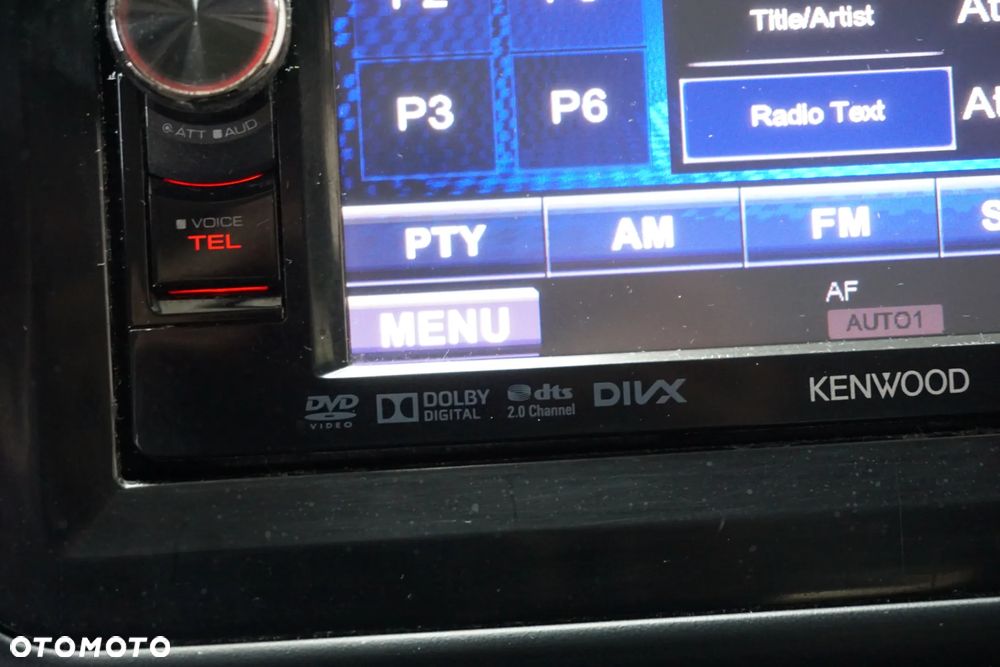 P3
P6
Title/Artist
Radio Text
ATT AUD
VOICE
TEL
PTY
AM
FM
AF
AUTO1
MENU
DVD
VIDEO
DOLBY
DIGITAL
dts
2.0 Channel
DIVX
KENWOOD
OTOMOTO